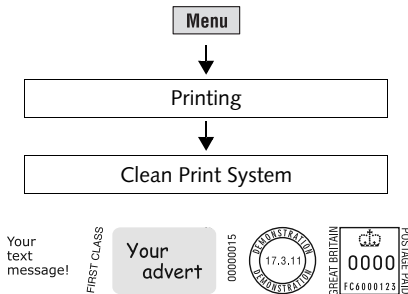 Menu
Printing
Clean Print System
Your
text
message!
FIRST CLASS
Your
advert
00000015
DEMONSTRATION
17.3.11
DEMONSTRATION
GREAT BRITAIN
0000
FC6000123
POSTAGE PAID